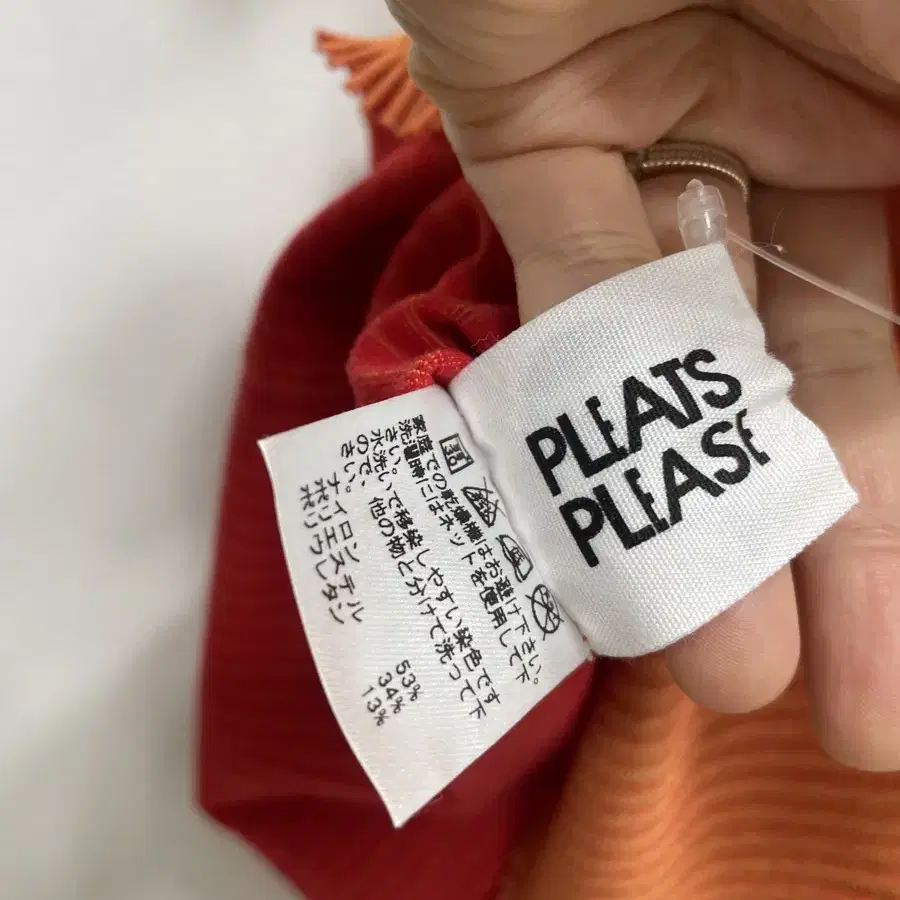 PLEATS
PLEASE
家庭での乾燥機はお避け下さい。
洗濯時にはネットを使用して下
さい。
水洗いで移染しやすい染色です
ので、他の物と分けて洗って下
さい。
ナイロン 53%
ポリエステル 34%
ポリウレタン 13%